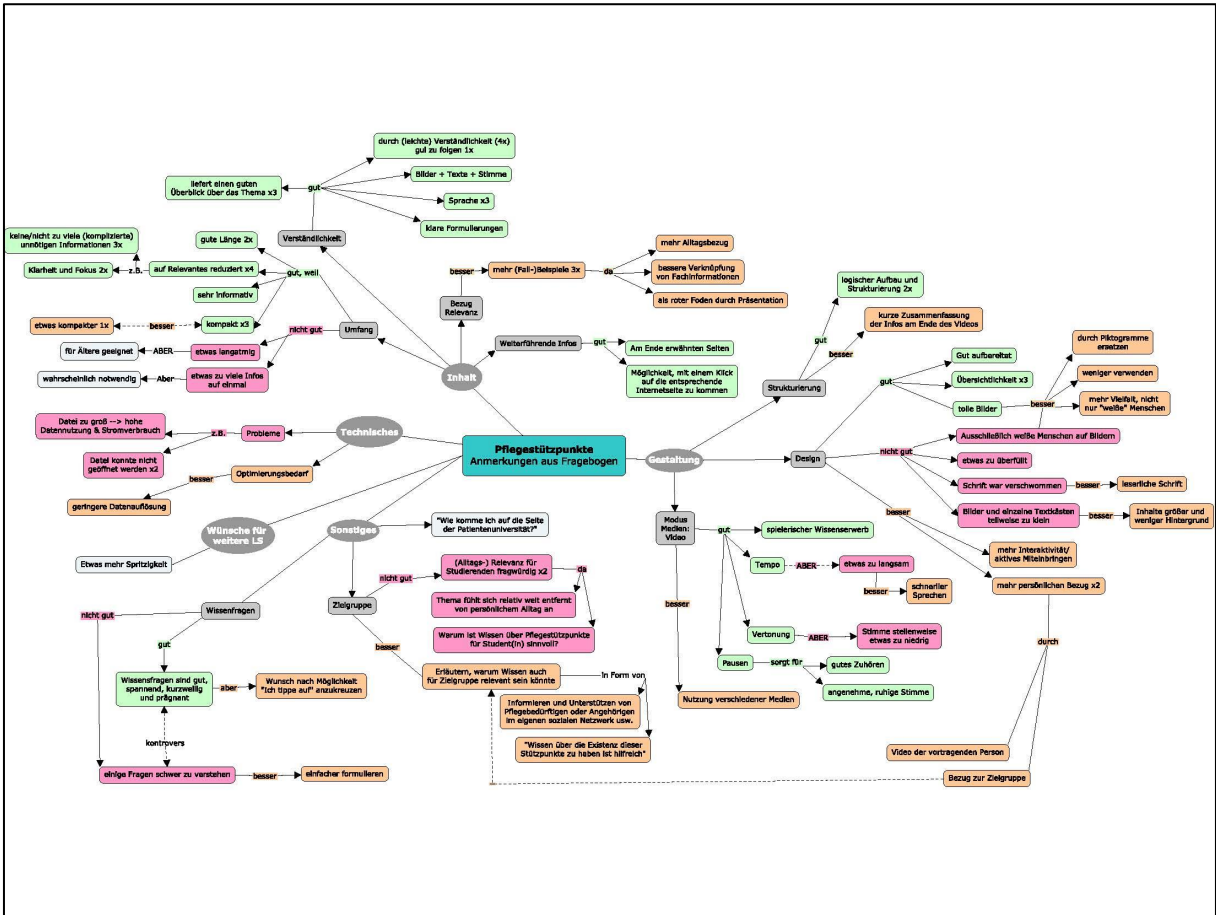 durch (leichte) Verständlichkeit (4x)
gut zu folgen 1x
Bilder + Texte + Stimme
liefert einen guten
Überblick über das Thema x3
gut
Sprache x3
klare Formulierungen
Verständlichkeit
keine/nicht zu viele (komplizierte)
unnötigen Informationen 3x
gute Länge 2x
Klarheit und Fokus 2x
z.B.
auf Relevantes reduziert x4
gut, weil
sehr informativ
etwas kompakter 1x
besser
kompakt x3
nicht gut
Umfang
für Ältere geeignet
ABER
etwas langatmig
wahrscheinlich notwendig
Aber
etwas zu viele Infos
auf einmal
Inhalt
besser
mehr (Fall-)Beispiele 3x
da
mehr Alltagsbezug
bessere Verknüpfung
von Fachinformationen
als roter Foden durch Präsentation
Bezug
Relevanz
Weiterführende Infos
gut
Am Ende erwähnten Seiten
Möglichkeit, mit einem Klick
auf die entsprechende
Internetseite zu kommen
logischer Aufbau und
Strukturierung 2x
kurze Zusammenfassung
der Infos am Ende des Videos
gut
besser
Strukturierung
durch Piktogramme
ersetzen
Gut aufbereitet
weniger verwenden
gut
Übersichtlichkeit x3
mehr Vielfalt, nicht
nur "weiße" Menschen
tolle Bilder
besser
Ausschließlich weiße Menschen auf Bildern
Design
nicht gut
etwas zu überfüllt
Schrift war verschwommen
besser
leserliche Schrift
Bilder und einzelne Textkästen
teilweise zu klein
besser
Inhalte größer und
weniger Hintergrund
besser
mehr Interaktivität/
aktives Miteinbringen
mehr persönlichen Bezug x2
durch
Video der vortragenden Person
Bezug zur Zielgruppe
Pflegestützpunkte
Anmerkungen aus Fragebogen
Gestaltung
Modus
Medien:
Video
gut
spielerischer Wissenserwerb
Tempo
ABER
etwas zu langsam
besser
schneller
Sprechen
besser
Vertonung
ABER
Stimme stellenweise
etwas zu niedrig
Pausen
sorgt für
gutes Zuhören
angenehme, ruhige Stimme
Nutzung verschiedener Medien
Datei zu groß --> hohe
Datennutzung & Stromverbrauch
z.B.
Probleme
Technisches
Datei konnte nicht
geöffnet werden x2
Optimierungsbedarf
besser
geringere Datenauflösung
Wünsche für
weitere LS
Etwas mehr Spritzigkeit
Sonstiges
"Wie komme ich auf die Seite
der Patientenuniversität?"
nicht gut
(Alltags-) Relevanz für
Studierenden fragwürdig x2
da
Zielgruppe
Thema fühlt sich relativ weit entfernt
von persönlichem Alltag an
Warum ist Wissen über Pflegestützpunkte
für Student(in) sinnvoll?
besser
Erläutern, warum Wissen auch
für Zielgruppe relevant sein könnte
in Form von
Informieren und Unterstützen von
Pflegebedürftigen oder Angehörigen
im eigenen sozialen Netzwerk usw.
"Wissen über die Existenz dieser
Stützpunkte zu haben ist hilfreich"
Wissenfragen
nicht gut
gut
Wissensfragen sind gut,
spannend, kurzweilig
und prägnant
aber
Wunsch nach Möglichkeit
"Ich tippe auf" anzukreuzen
kontrovers
einige Fragen schwer zu verstehen
besser
einfacher formulieren